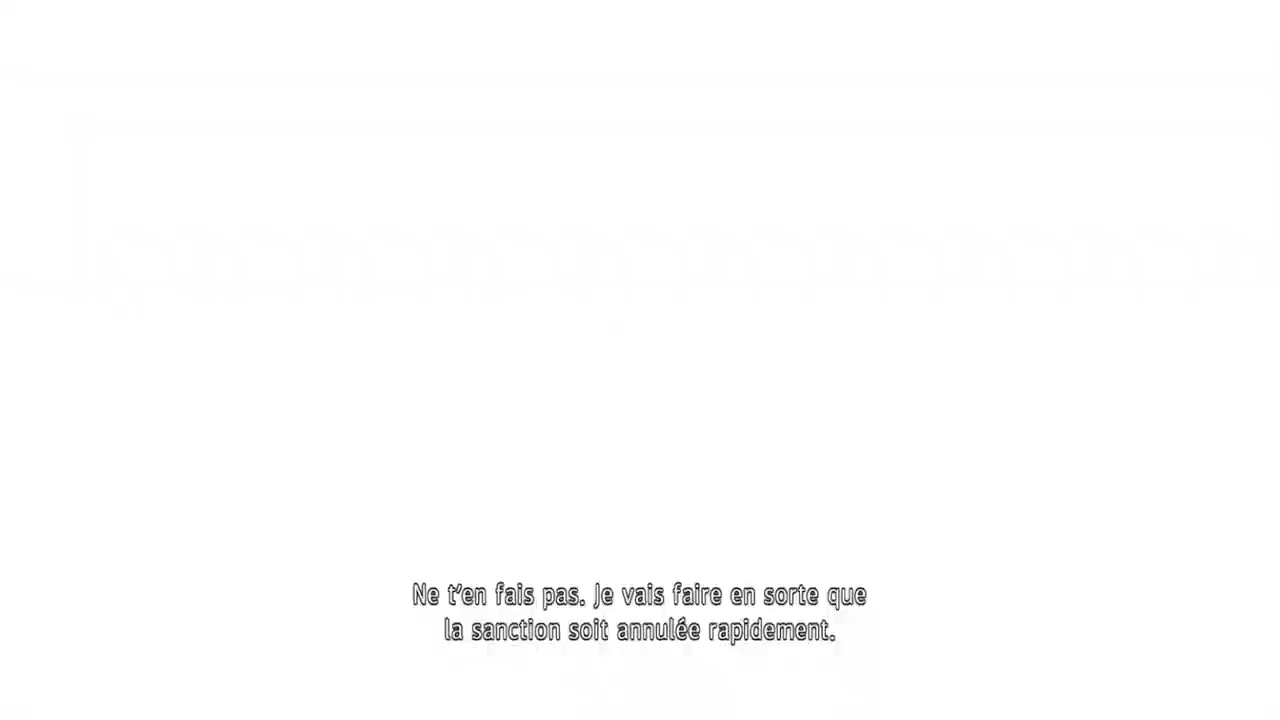 Ne t'en fais pas. Je vais faire en sorte que
la sanction soit annulée rapidement.